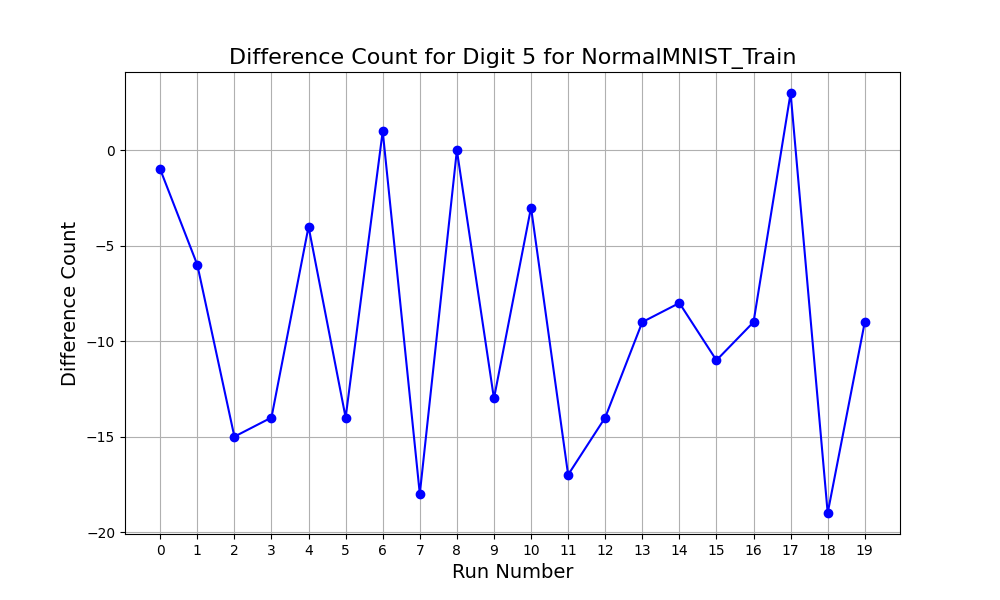 Difference Count for Digit 5 for NormalMNIST_Train
Difference Count
0
−5
−10
−15
−20
0 1 2 3 4 5 6 7 8 9 10 11 12 13 14 15 16 17 18 19
Run Number